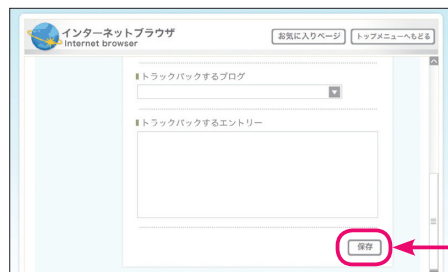 インターネットブラウザ
Internet browser
お気に入りページ
トップメニューへもどる
トラックバックするブログ
トラックバックするエントリー
保存